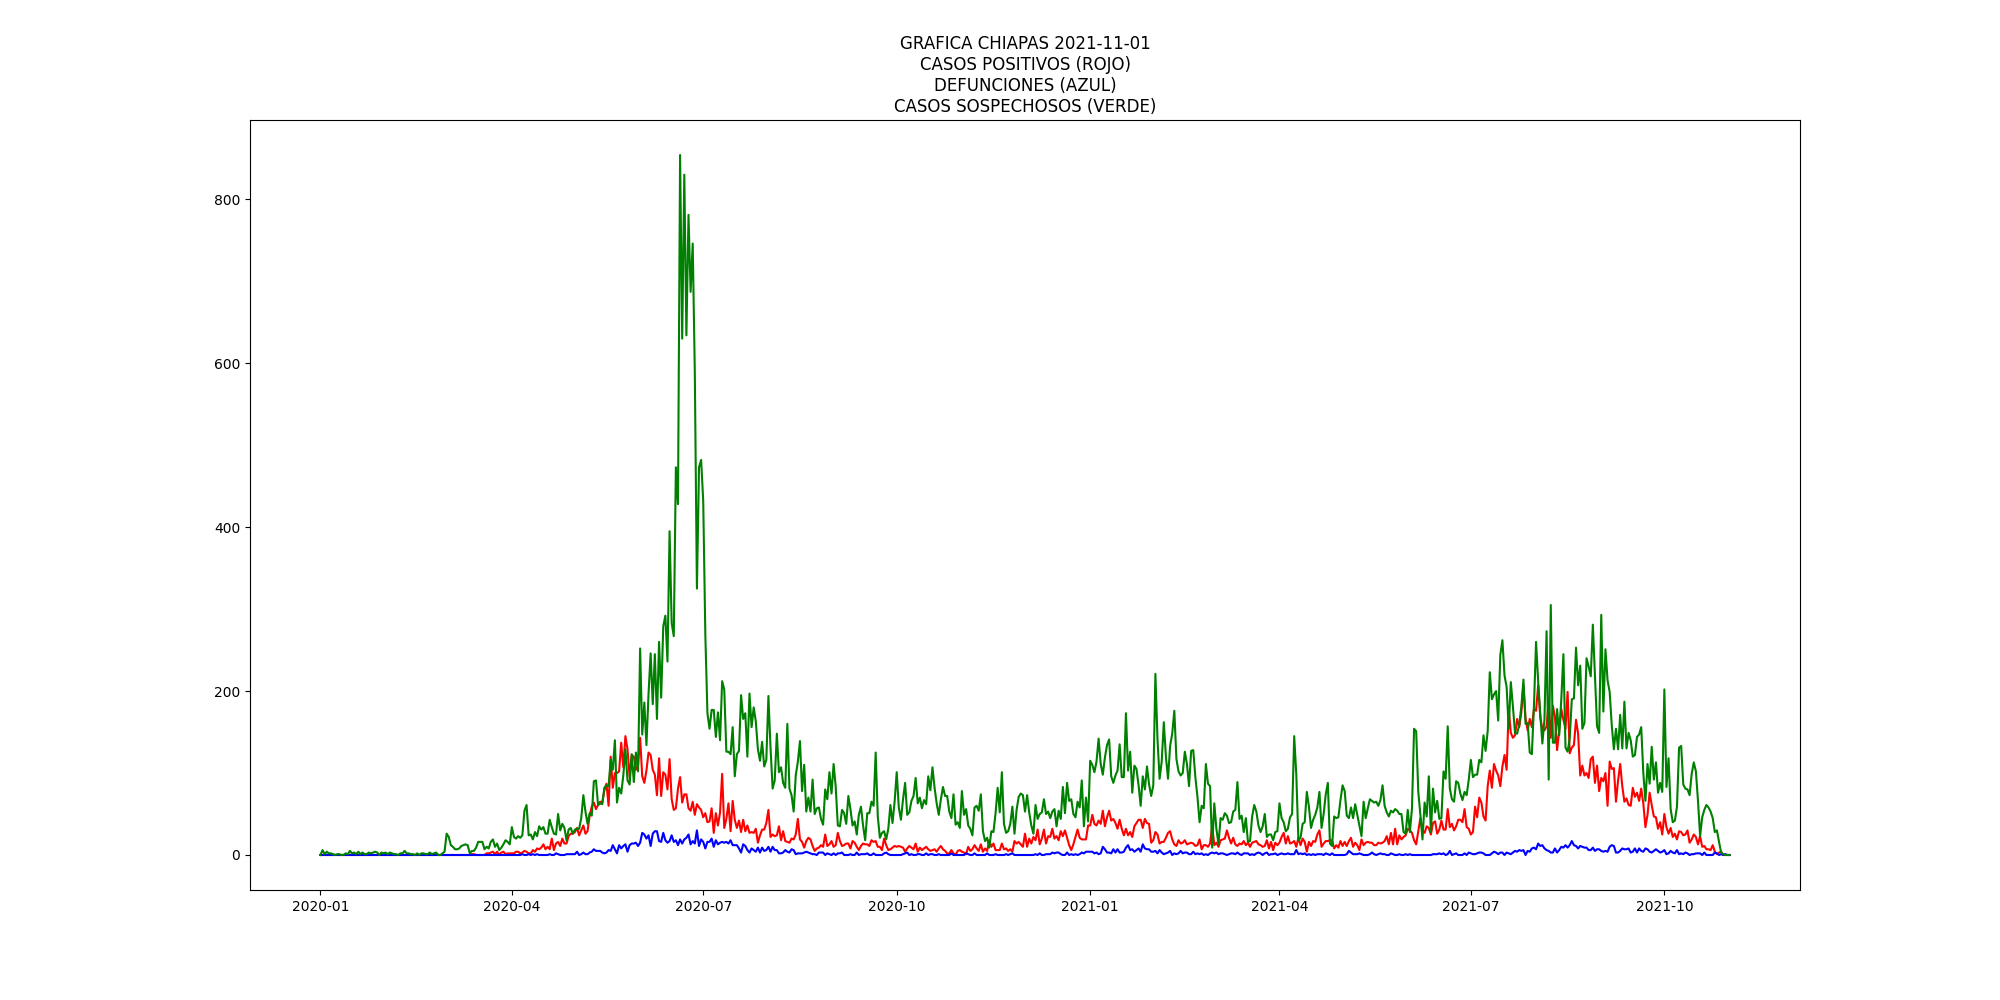 GRAFICA CHIAPAS 2021-11-01
CASOS POSITIVOS (ROJO)
DEFUNCIONES (AZUL)
CASOS SOSPECHOSOS (VERDE)
800
600
400
200
0
2020-01 2020-04 2020-07 2020-10 2021-01 2021-04 2021-07 2021-10